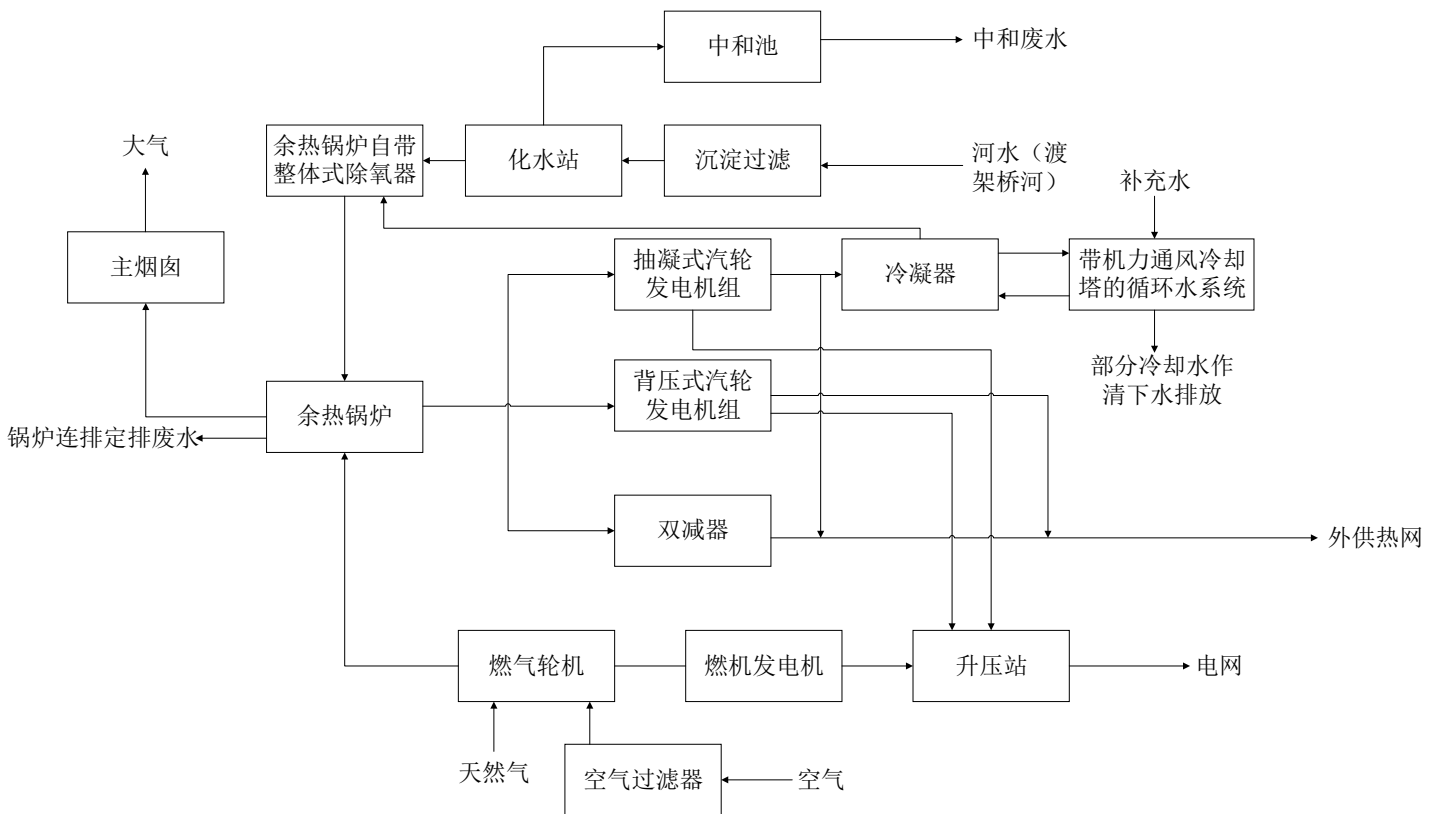 中和池
中和废水
大气
余热锅炉自带
整体式除氧器
化水站
沉淀过滤
河水（渡
架桥河）
补充水
主烟囱
抽凝式汽轮
发电机组
冷凝器
带机力通风冷却
塔的循环水系统
部分冷却水作
清下水排放
背压式汽轮
发电机组
余热锅炉
锅炉连排定排废水
双减器
外供热网
燃气轮机
燃机发电机
升压站
电网
天然气
空气过滤器
空气